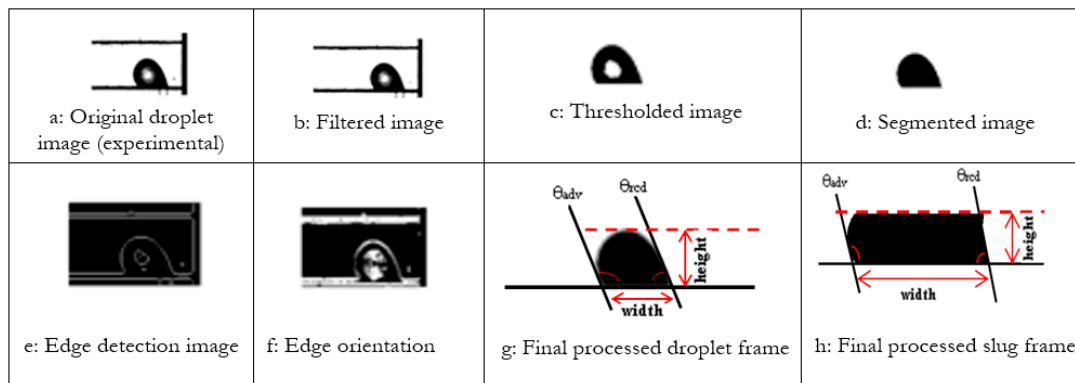 a: Original droplet
image (experimental)
b: Filtered image
c: Thresholded image
d: Segmented image
e: Edge detection image
f: Edge orientation
θadv
θrcd
height
width
g: Final processed droplet frame
θadv
θrcd
height
width
h: Final processed slug frame